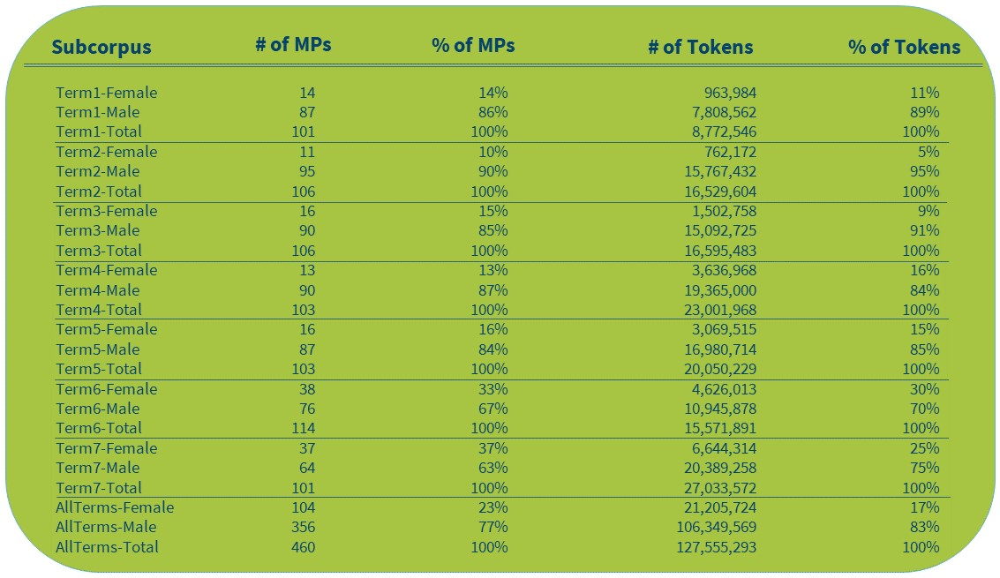 Subcorpus # of MPs % of MPs # of Tokens % of Tokens
Term1-Female 14 14% 963,984 11%
Term1-Male 87 86% 7,808,562 89%
Term1-Total 101 100% 8,772,546 100%
Term2-Female 11 10% 762,172 5%
Term2-Male 95 90% 15,767,432 95%
Term2-Total 106 100% 16,529,604 100%
Term3-Female 16 15% 1,502,758 9%
Term3-Male 90 85% 15,092,725 91%
Term3-Total 106 100% 16,595,483 100%
Term4-Female 13 13% 3,636,968 16%
Term4-Male 90 87% 19,365,000 84%
Term4-Total 103 100% 23,001,968 100%
Term5-Female 16 16% 3,069,515 15%
Term5-Male 87 84% 16,980,714 85%
Term5-Total 103 100% 20,050,229 100%
Term6-Female 38 33% 4,626,013 30%
Term6-Male 76 67% 10,945,878 70%
Term6-Total 114 100% 15,571,891 100%
Term7-Female 37 37% 6,644,314 25%
Term7-Male 64 63% 20,389,258 75%
Term7-Total 101 100% 27,033,572 100%
AllTerms-Female 104 23% 21,205,724 17%
AllTerms-Male 356 77% 106,349,569 83%
AllTerms-Total 460 100% 127,555,293 100%